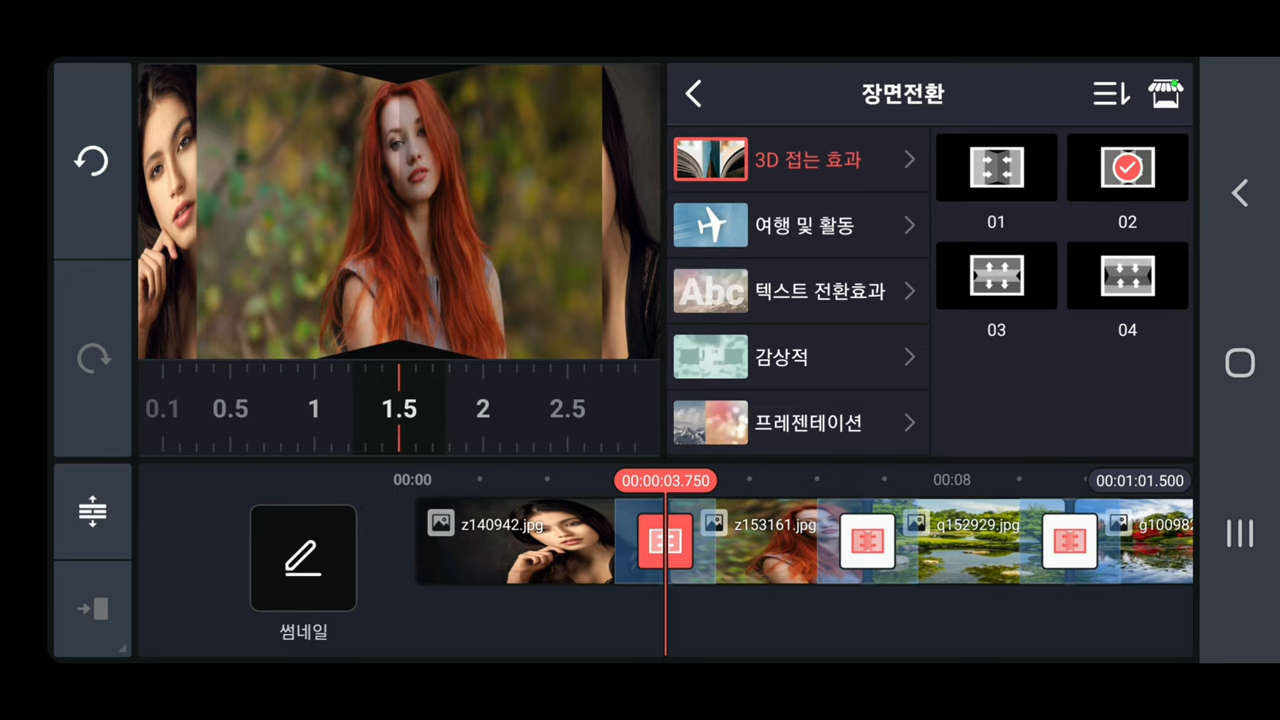 장면전환
3D 접는 효과
여행 및 활동
텍스트 전환효과
Abc
감상적
프레젠테이션
01
02
03
04
0.1 0.5 1 1.5 2 2.5
00:00
00:00:03.750
00:08
00:01:01.500
z140942.jpg
z153161.jpg
g152929.jpg
g100982
썸네일